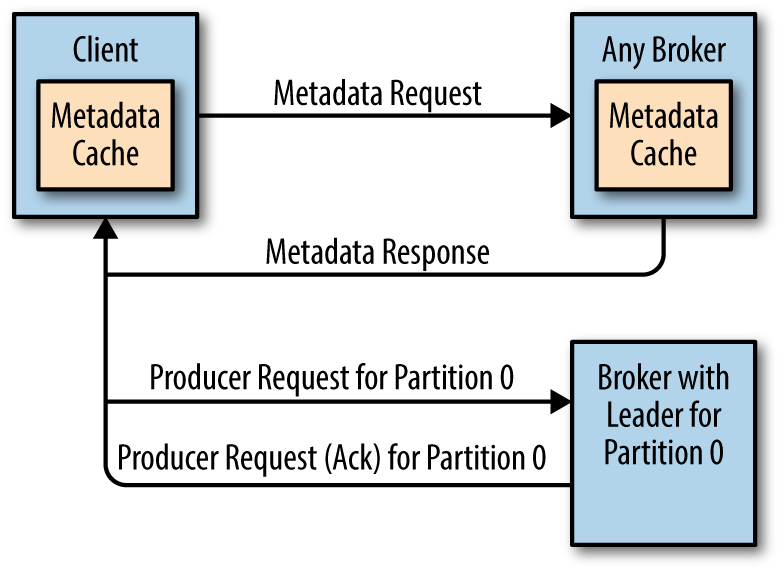 Client
Metadata
Cache
Metadata Request
Any Broker
Metadata
Cache
Metadata Response
Producer Request for Partition 0
Producer Request (Ack) for Partition 0
Broker with
Leader for
Partition 0